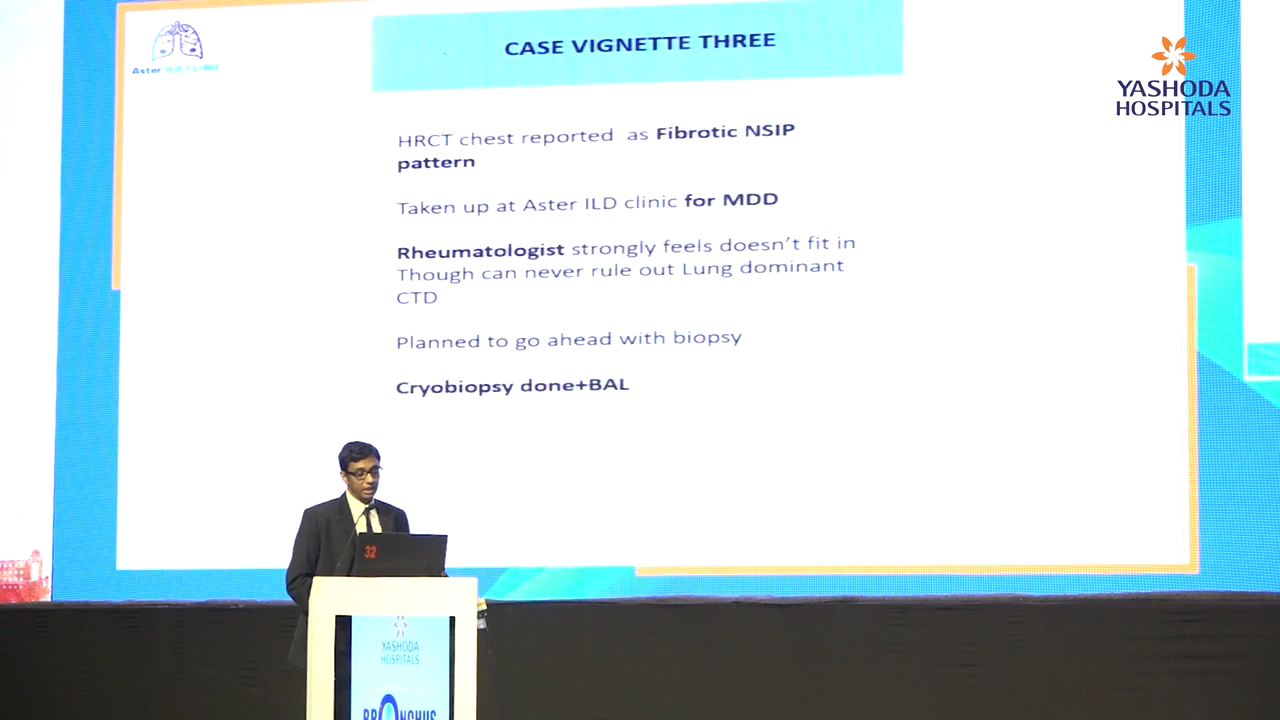 CASE VIGNETTE THREE
Aster
YASHODA
HOSPITALS
HRCT chest reported as Fibrotic NSIP
pattern
Taken up at Aster ILD clinic for MDD
Rheumatologist strongly feels doesn't fit in
Though can never rule out Lung dominant
CTD
Planned to go ahead with biopsy
Cryobiopsy done+BAL
32
YASHODA
HOSPITALS
BRONCHUS